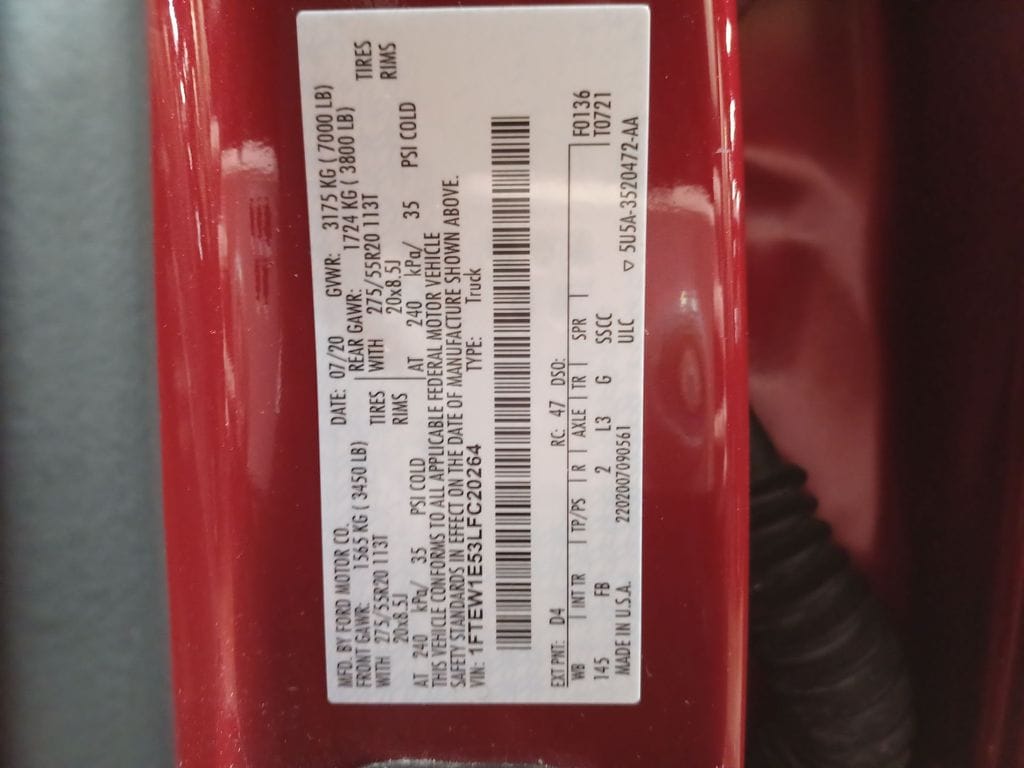 MFD. BY FORD MOTOR CO. DATE: 07/20 GVWR: 3175 KG ( 7000 LB)
FRONT GAWR: 1565 KG ( 3450 LB) REAR GAWR: 1724 KG ( 3800 LB)
WITH 275/55R20 113T TIRES WITH 275/55R20 113T TIRES
20x8.5J RIMS 20x8.5J RIMS
AT 240 kPa/ 35 PSI COLD AT 240 kPa/ 35 PSI COLD
THIS VEHICLE CONFORMS TO ALL APPLICABLE FEDERAL MOTOR VEHICLE
SAFETY STANDARDS IN EFFECT ON THE DATE OF MANUFACTURE SHOWN ABOVE.
VIN: 1FTEW1E53LFC20264 TYPE: Truck
EXT PNT: D4 RC: 47 DSO: F0136
WB INT TR TP/PS R AXLE TR SPR T0721
145 FB 2 L3 G SSCC
MADE IN U.S.A. 2202007090561 ULC ▽ 5U5A-3520472-AA